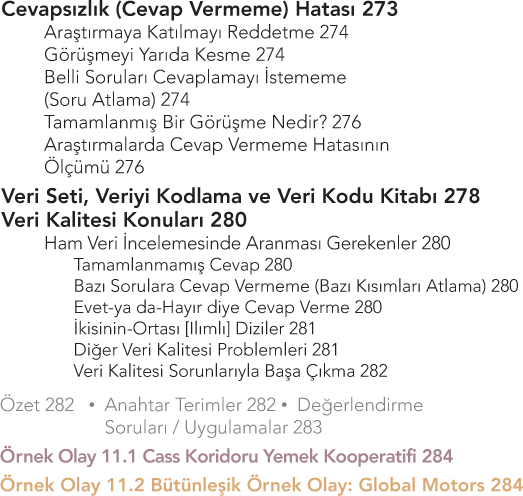 Cevapsızlık (Cevap Vermeme) Hatası 273
Araştırmaya Katılmayı Reddetme 274
Görüşmeyi Yarıda Kesme 274
Belli Soruları Cevaplamayı İstememe
(Soru Atlama) 274
Tamamlanmış Bir Görüşme Nedir? 276
Araştırmalarda Cevap Vermeme Hatasının
Ölçümü 276
Veri Seti, Veriyi Kodlama ve Veri Kodu Kitabı 278
Veri Kalitesi Konuları 280
Ham Veri İncelemesinde Aranması Gerekenler 280
Tamamlanmamış Cevap 280
Bazı Sorulara Cevap Vermeme (Bazı Kısımları Atlama) 280
Evet-ya da-Hayır diye Cevap Verme 280
İkisinin-Ortası [Ilımlı] Diziler 281
Diğer Veri Kalitesi Problemleri 281
Veri Kalitesi Sorunlarıyla Başa Çıkma 282
Özet 282 • Anahtar Terimler 282 • Değerlendirme
Soruları / Uygulamalar 283
Örnek Olay 11.1 Cass Koridoru Yemek Kooperatifi 284
Örnek Olay 11.2 Bütünleşik Örnek Olay: Global Motors 284